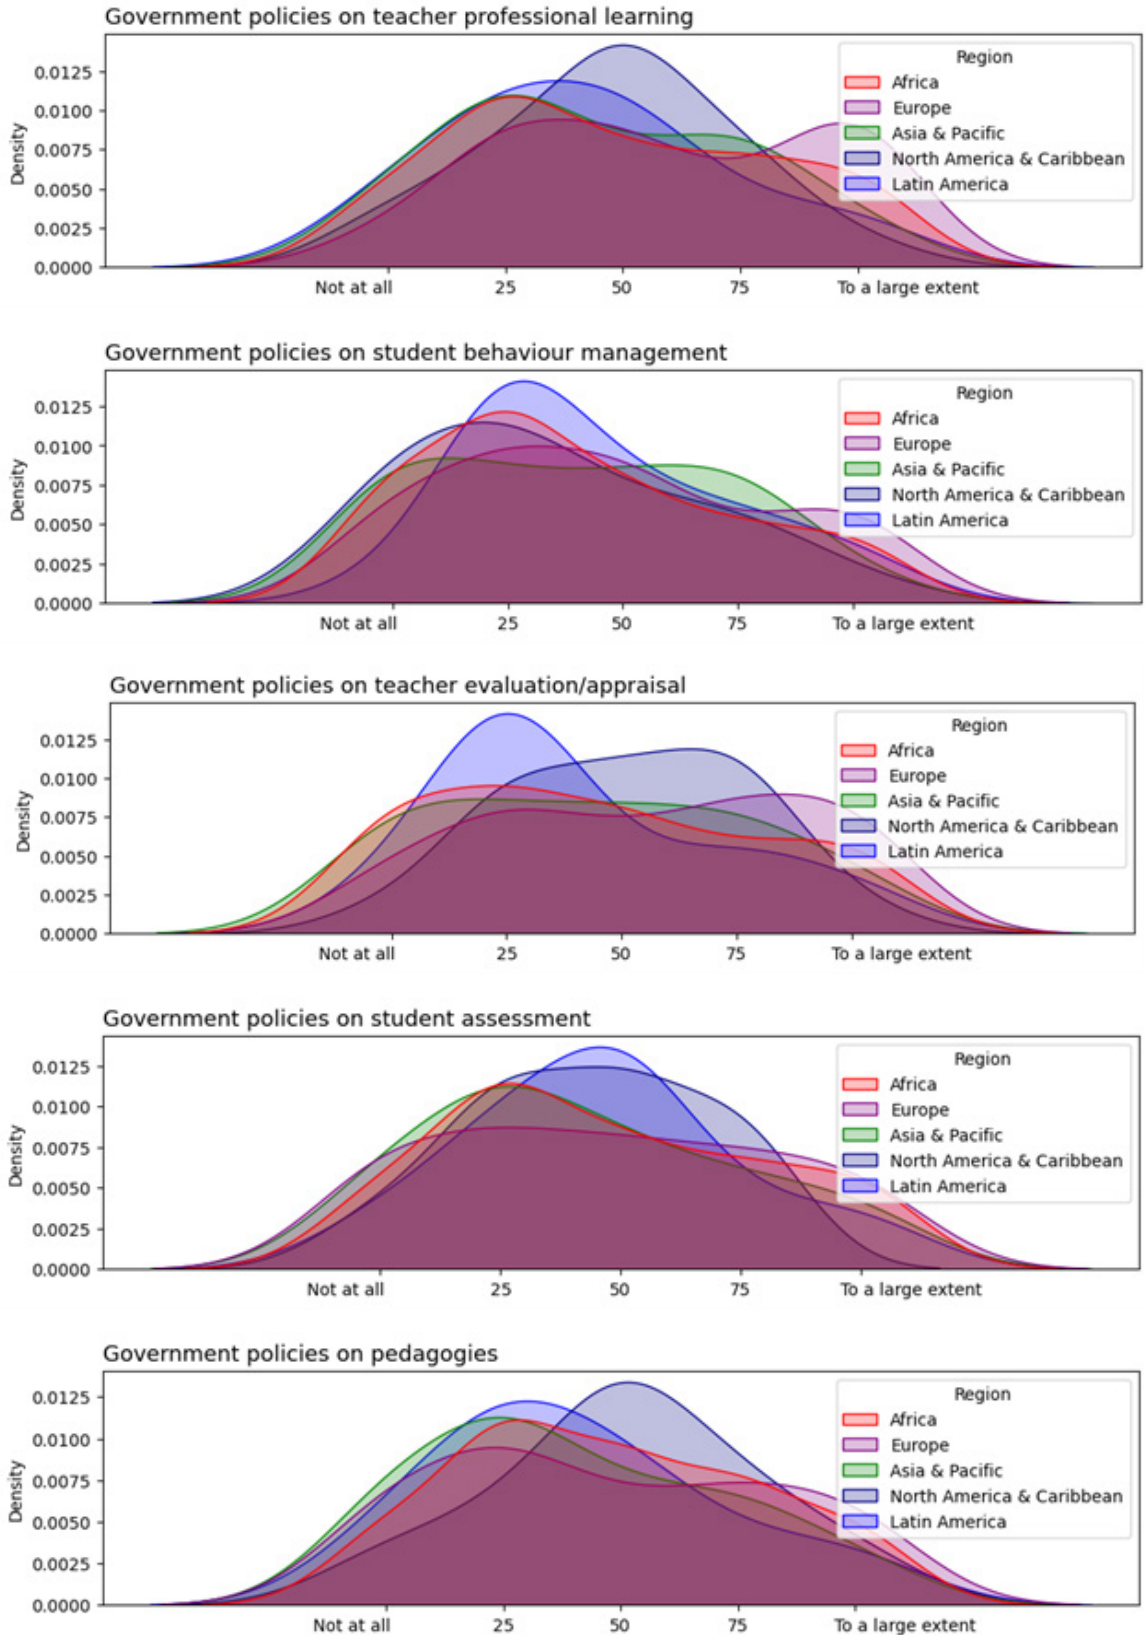 Government policies on teacher professional learning
Density
0.0125
0.0100
0.0075
0.0050
0.0025
0.0000
Region
Africa
Europe
Asia & Pacific
North America & Caribbean
Latin America
Not at all 25 50 75 To a large extent
Government policies on student behaviour management
Density
0.0125
0.0100
0.0075
0.0050
0.0025
0.0000
Region
Africa
Europe
Asia & Pacific
North America & Caribbean
Latin America
Not at all 25 50 75 To a large extent
Government policies on teacher evaluation/appraisal
Density
0.0125
0.0100
0.0075
0.0050
0.0025
0.0000
Region
Africa
Europe
Asia & Pacific
North America & Caribbean
Latin America
Not at all 25 50 75 To a large extent
Government policies on student assessment
Density
0.0125
0.0100
0.0075
0.0050
0.0025
0.0000
Region
Africa
Europe
Asia & Pacific
North America & Caribbean
Latin America
Not at all 25 50 75 To a large extent
Government policies on pedagogies
Density
0.0125
0.0100
0.0075
0.0050
0.0025
0.0000
Region
Africa
Europe
Asia & Pacific
North America & Caribbean
Latin America
Not at all 25 50 75 To a large extent